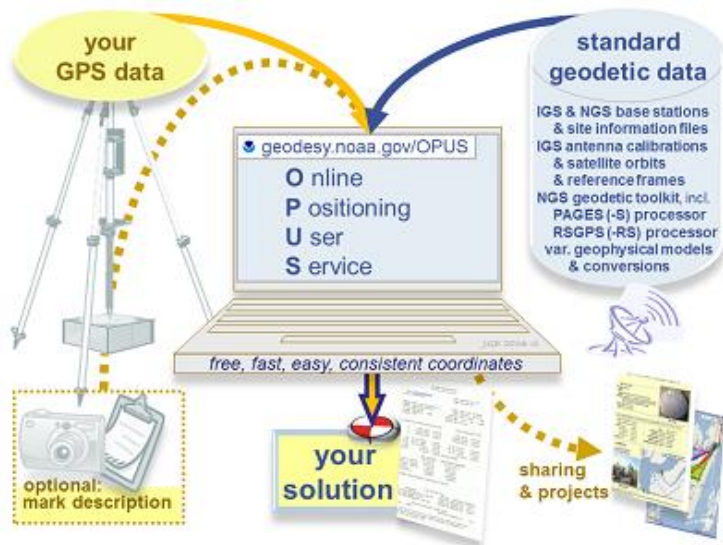 your
GPS data
standard
geodetic data
IGS & NGS base stations
& site information files
IGS antenna calibrations
& satellite orbits
& reference frames
NGS geodetic toolkit, incl.
PAGES (-S) processor
RSGPS (-RS) processor
var. geophysical models
& conversions
geodesy.noaa.gov/OPUS
O nline
P ositioning
U ser
S ervice
free, fast, easy, consistent coordinates
optional:
mark description
your
solution
sharing
& projects